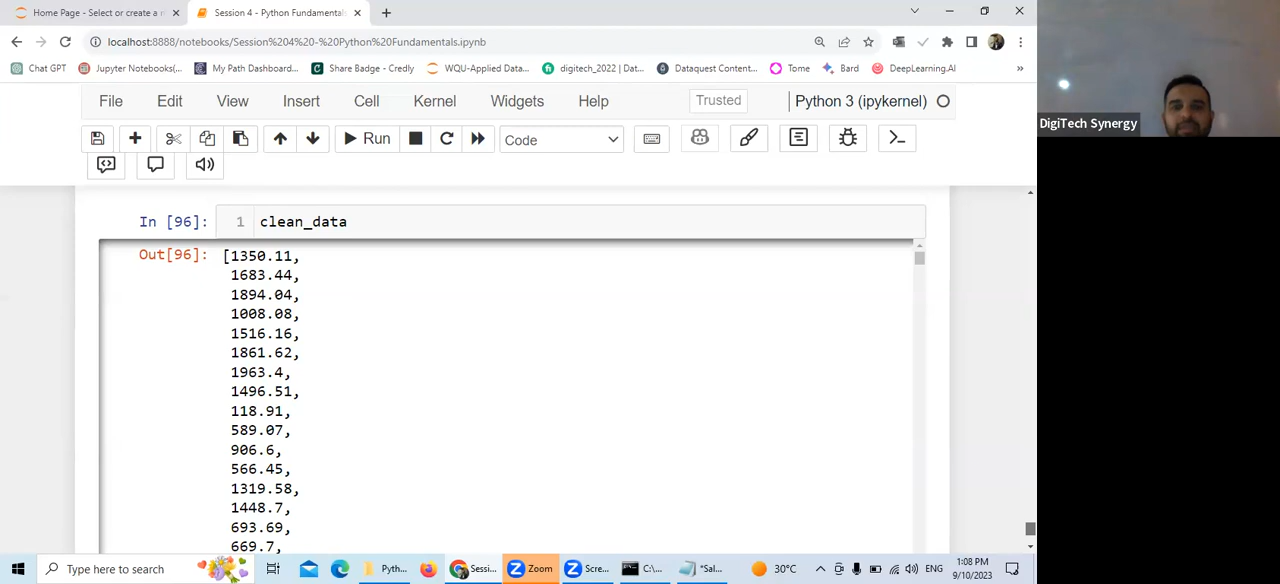 Home Page - Select or create a n
Session 4 - Python Fundamentals
localhost:8888/notebooks/Session%204%20-%20Python%20Fundamentals.ipynb
Chat GPT
Jupyter Notebooks(...
My Path Dashboard...
Share Badge - Credly
WQU-Applied Data...
digitech_2022 | Dat...
Dataquest Content...
Tome
Bard
DeepLearning.AI
»
File Edit View Insert Cell Kernel Widgets Help Trusted Python 3 (ipykernel)
Run
Code
DigiTech Synergy
In [96]: 1 clean_data
Out[96]: [1350.11,
1683.44,
1894.04,
1008.08,
1516.16,
1861.62,
1963.4,
1496.51,
118.91,
589.07,
906.6,
566.45,
1319.58,
1448.7,
693.69,
669.7,
Type here to search
Pyth...
Sessi...
Zoom
Scre...
C:\...
*Sal...
30°C
ENG
1:08 PM
9/10/2023